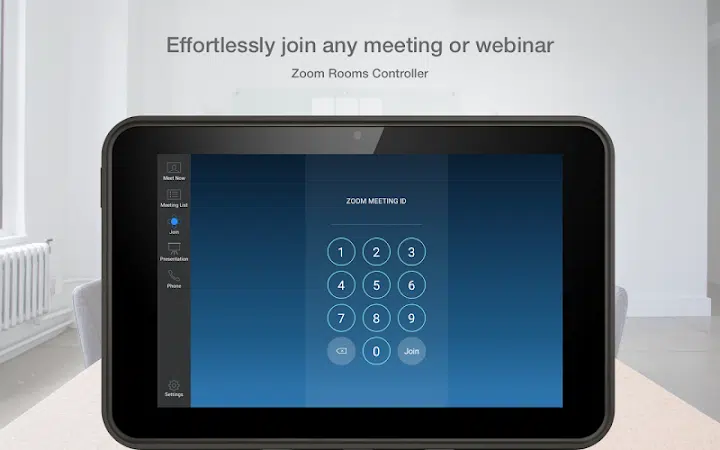 Effortlessly join any meeting or webinar
Zoom Rooms Controller
Meet Now
Meeting List
Join
Presentation
Phone
Settings
ZOOM MEETING ID
1 2 3
4 5 6
7 8 9
0 Join